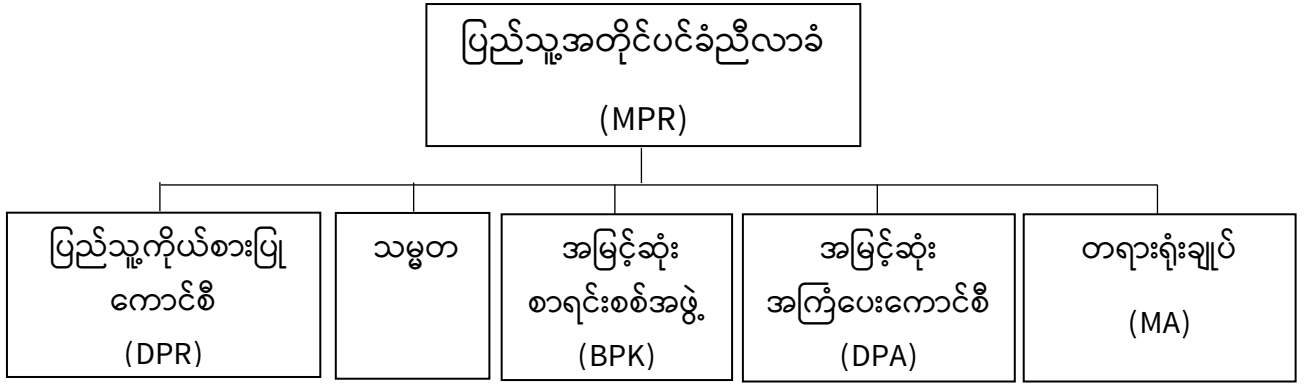 ပြည်သူ့အတိုင်ပင်ခံညီလာခံ
(MPR)
ပြည်သူ့ကိုယ်စားပြု
ကောင်စီ
(DPR)
သမ္မတ
အမြင့်ဆုံး
စာရင်းစစ်အဖွဲ့
(BPK)
အမြင့်ဆုံး
အကြံပေးကောင်စီ
(DPA)
တရားရုံးချုပ်
(MA)